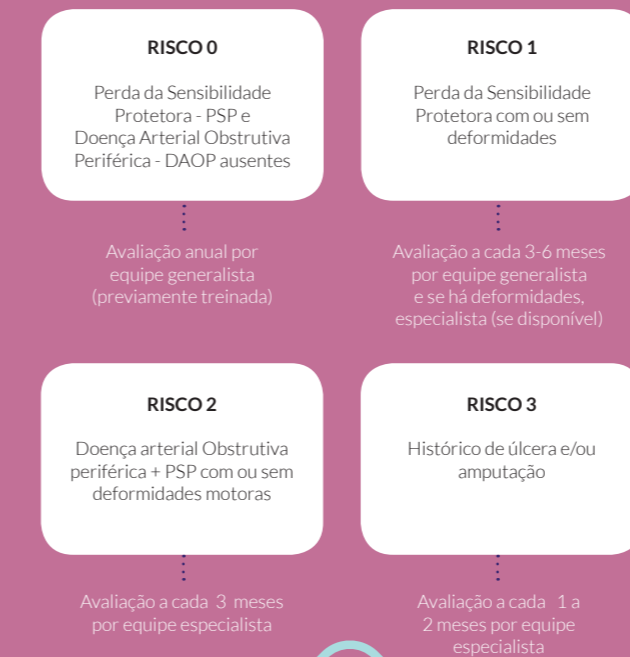 RISCO 0
Perda da Sensibilidade
Protetora - PSP e
Doença Arterial Obstrutiva
Periférica - DAOP ausentes
Avaliação anual por
equipe generalista
(previamente treinada)
RISCO 1
Perda da Sensibilidade
Protetora com ou sem
deformidades
Avaliação a cada 3-6 meses
por equipe generalista
e se há deformidades,
especialista (se disponível)
RISCO 2
Doença arterial Obstrutiva
periférica + PSP com ou sem
deformidades motoras
Avaliação a cada 3 meses
por equipe especialista
RISCO 3
Histórico de úlcera e/ou
amputação
Avaliação a cada 1 a
2 meses por equipe
especialista